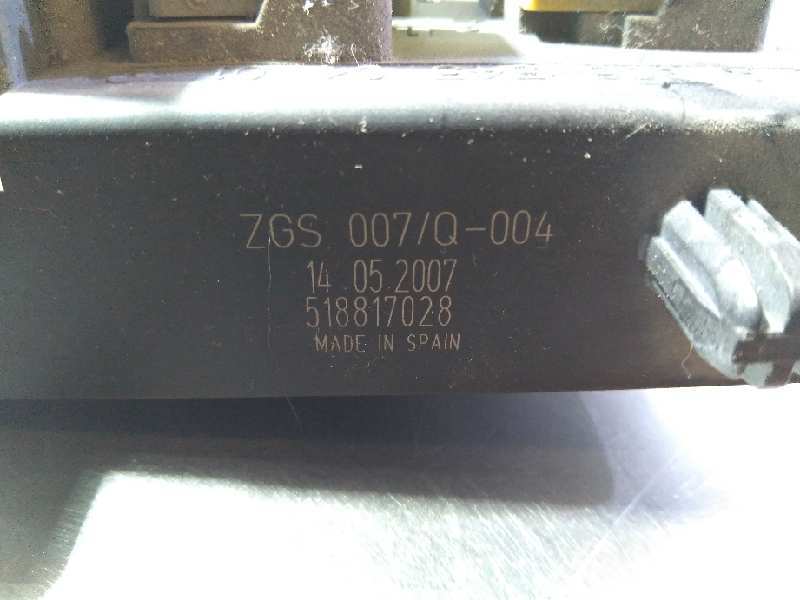 ZGS 007/Q-004
14.05.2007
518817028
MADE IN SPAIN